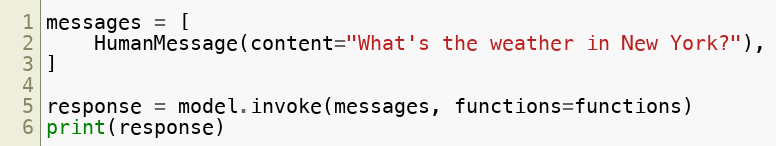 1 messages = [
2     HumanMessage(content="What's the weather in New York?"),
3 ]
4
5 response = model.invoke(messages, functions=functions)
6 print(response)